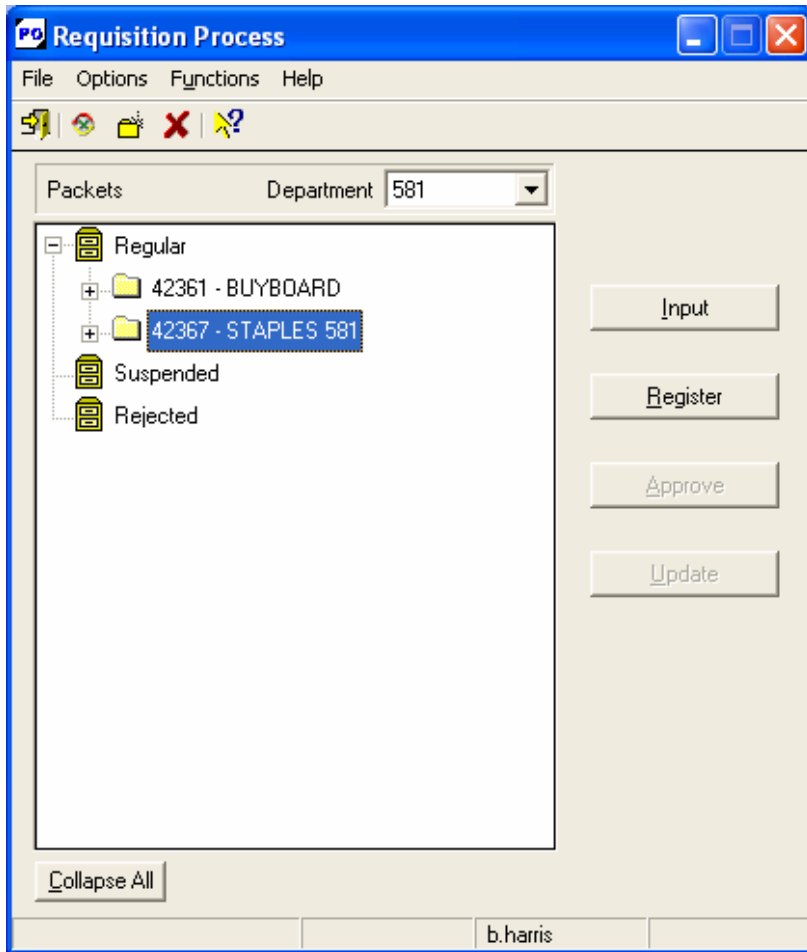 PO Requisition Process
File Options Functions Help
Packets Department 581
Regular
42361 - BUYBOARD
42367 - STAPLES 581
Suspended
Rejected
Input
Register
Approve
Update
Collapse All
b.harris